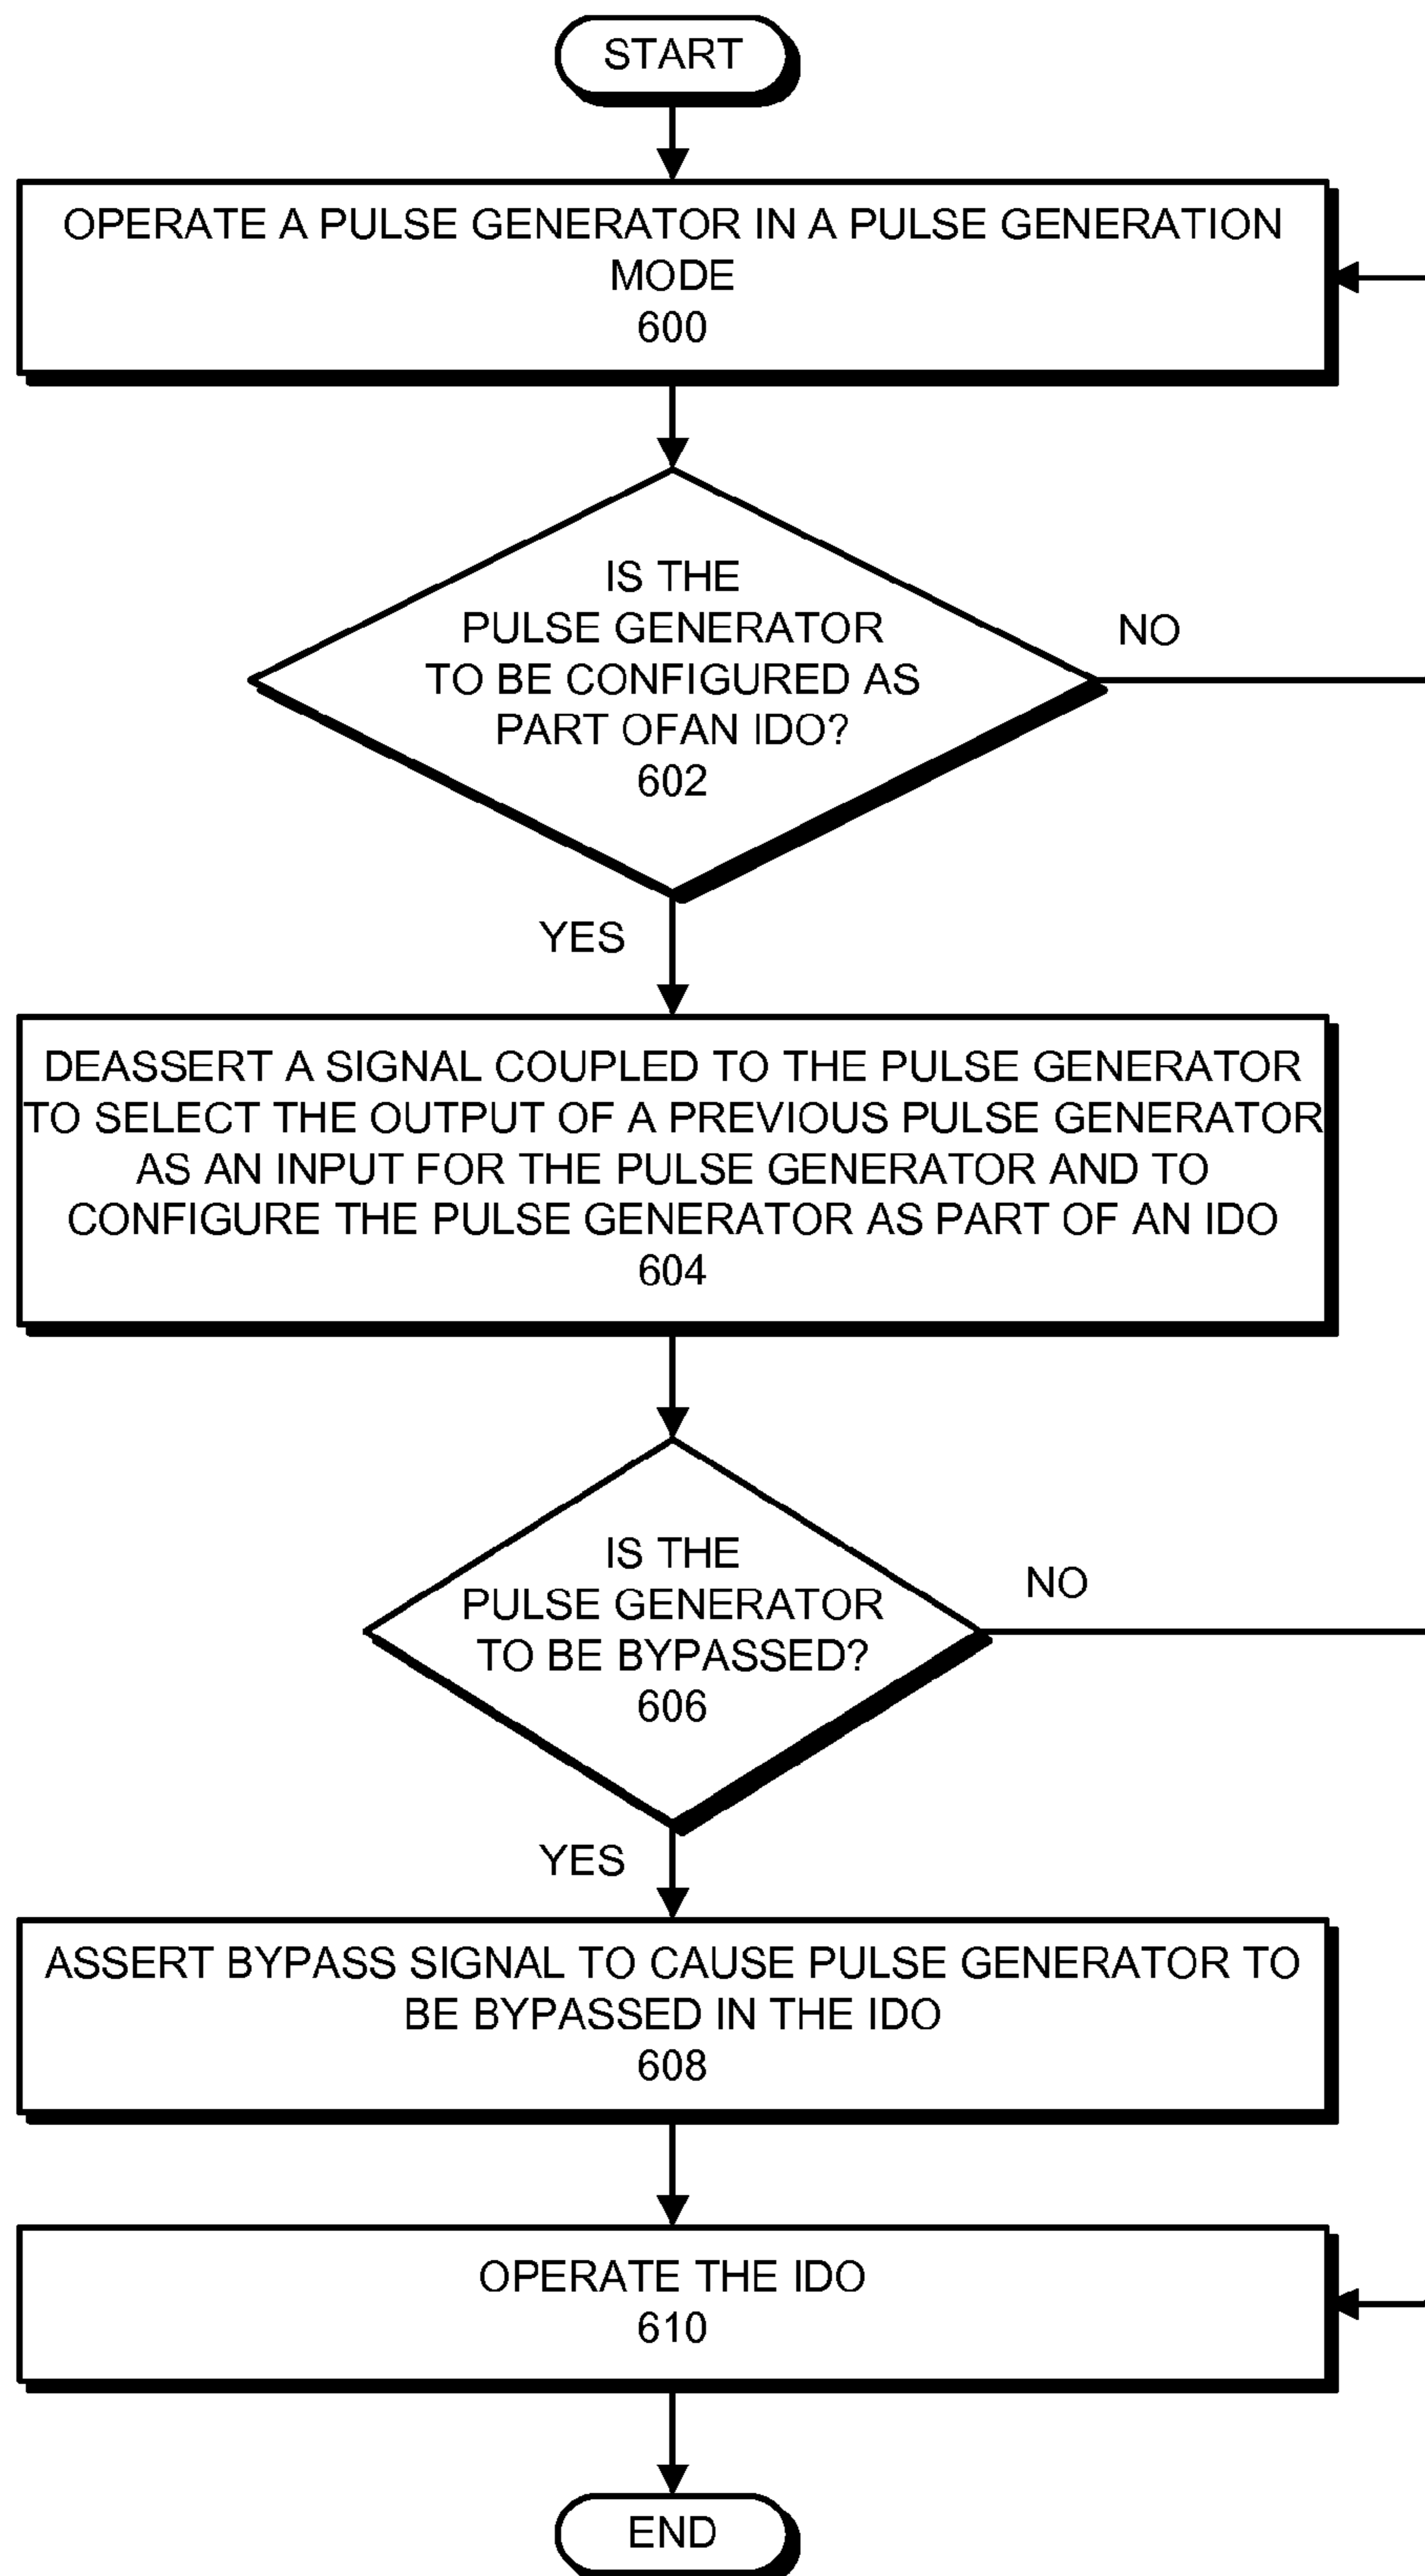 START
OPERATE A PULSE GENERATOR IN A PULSE GENERATION
MODE
600
IS THE
PULSE GENERATOR
TO BE CONFIGURED AS
PART OFAN IDO?
602
NO
YES
DEASSERT A SIGNAL COUPLED TO THE PULSE GENERATOR
TO SELECT THE OUTPUT OF A PREVIOUS PULSE GENERATOR
AS AN INPUT FOR THE PULSE GENERATOR AND TO
CONFIGURE THE PULSE GENERATOR AS PART OF AN IDO
604
IS THE
PULSE GENERATOR
TO BE BYPASSED?
606
NO
YES
ASSERT BYPASS SIGNAL TO CAUSE PULSE GENERATOR TO
BE BYPASSED IN THE IDO
608
OPERATE THE IDO
610
END